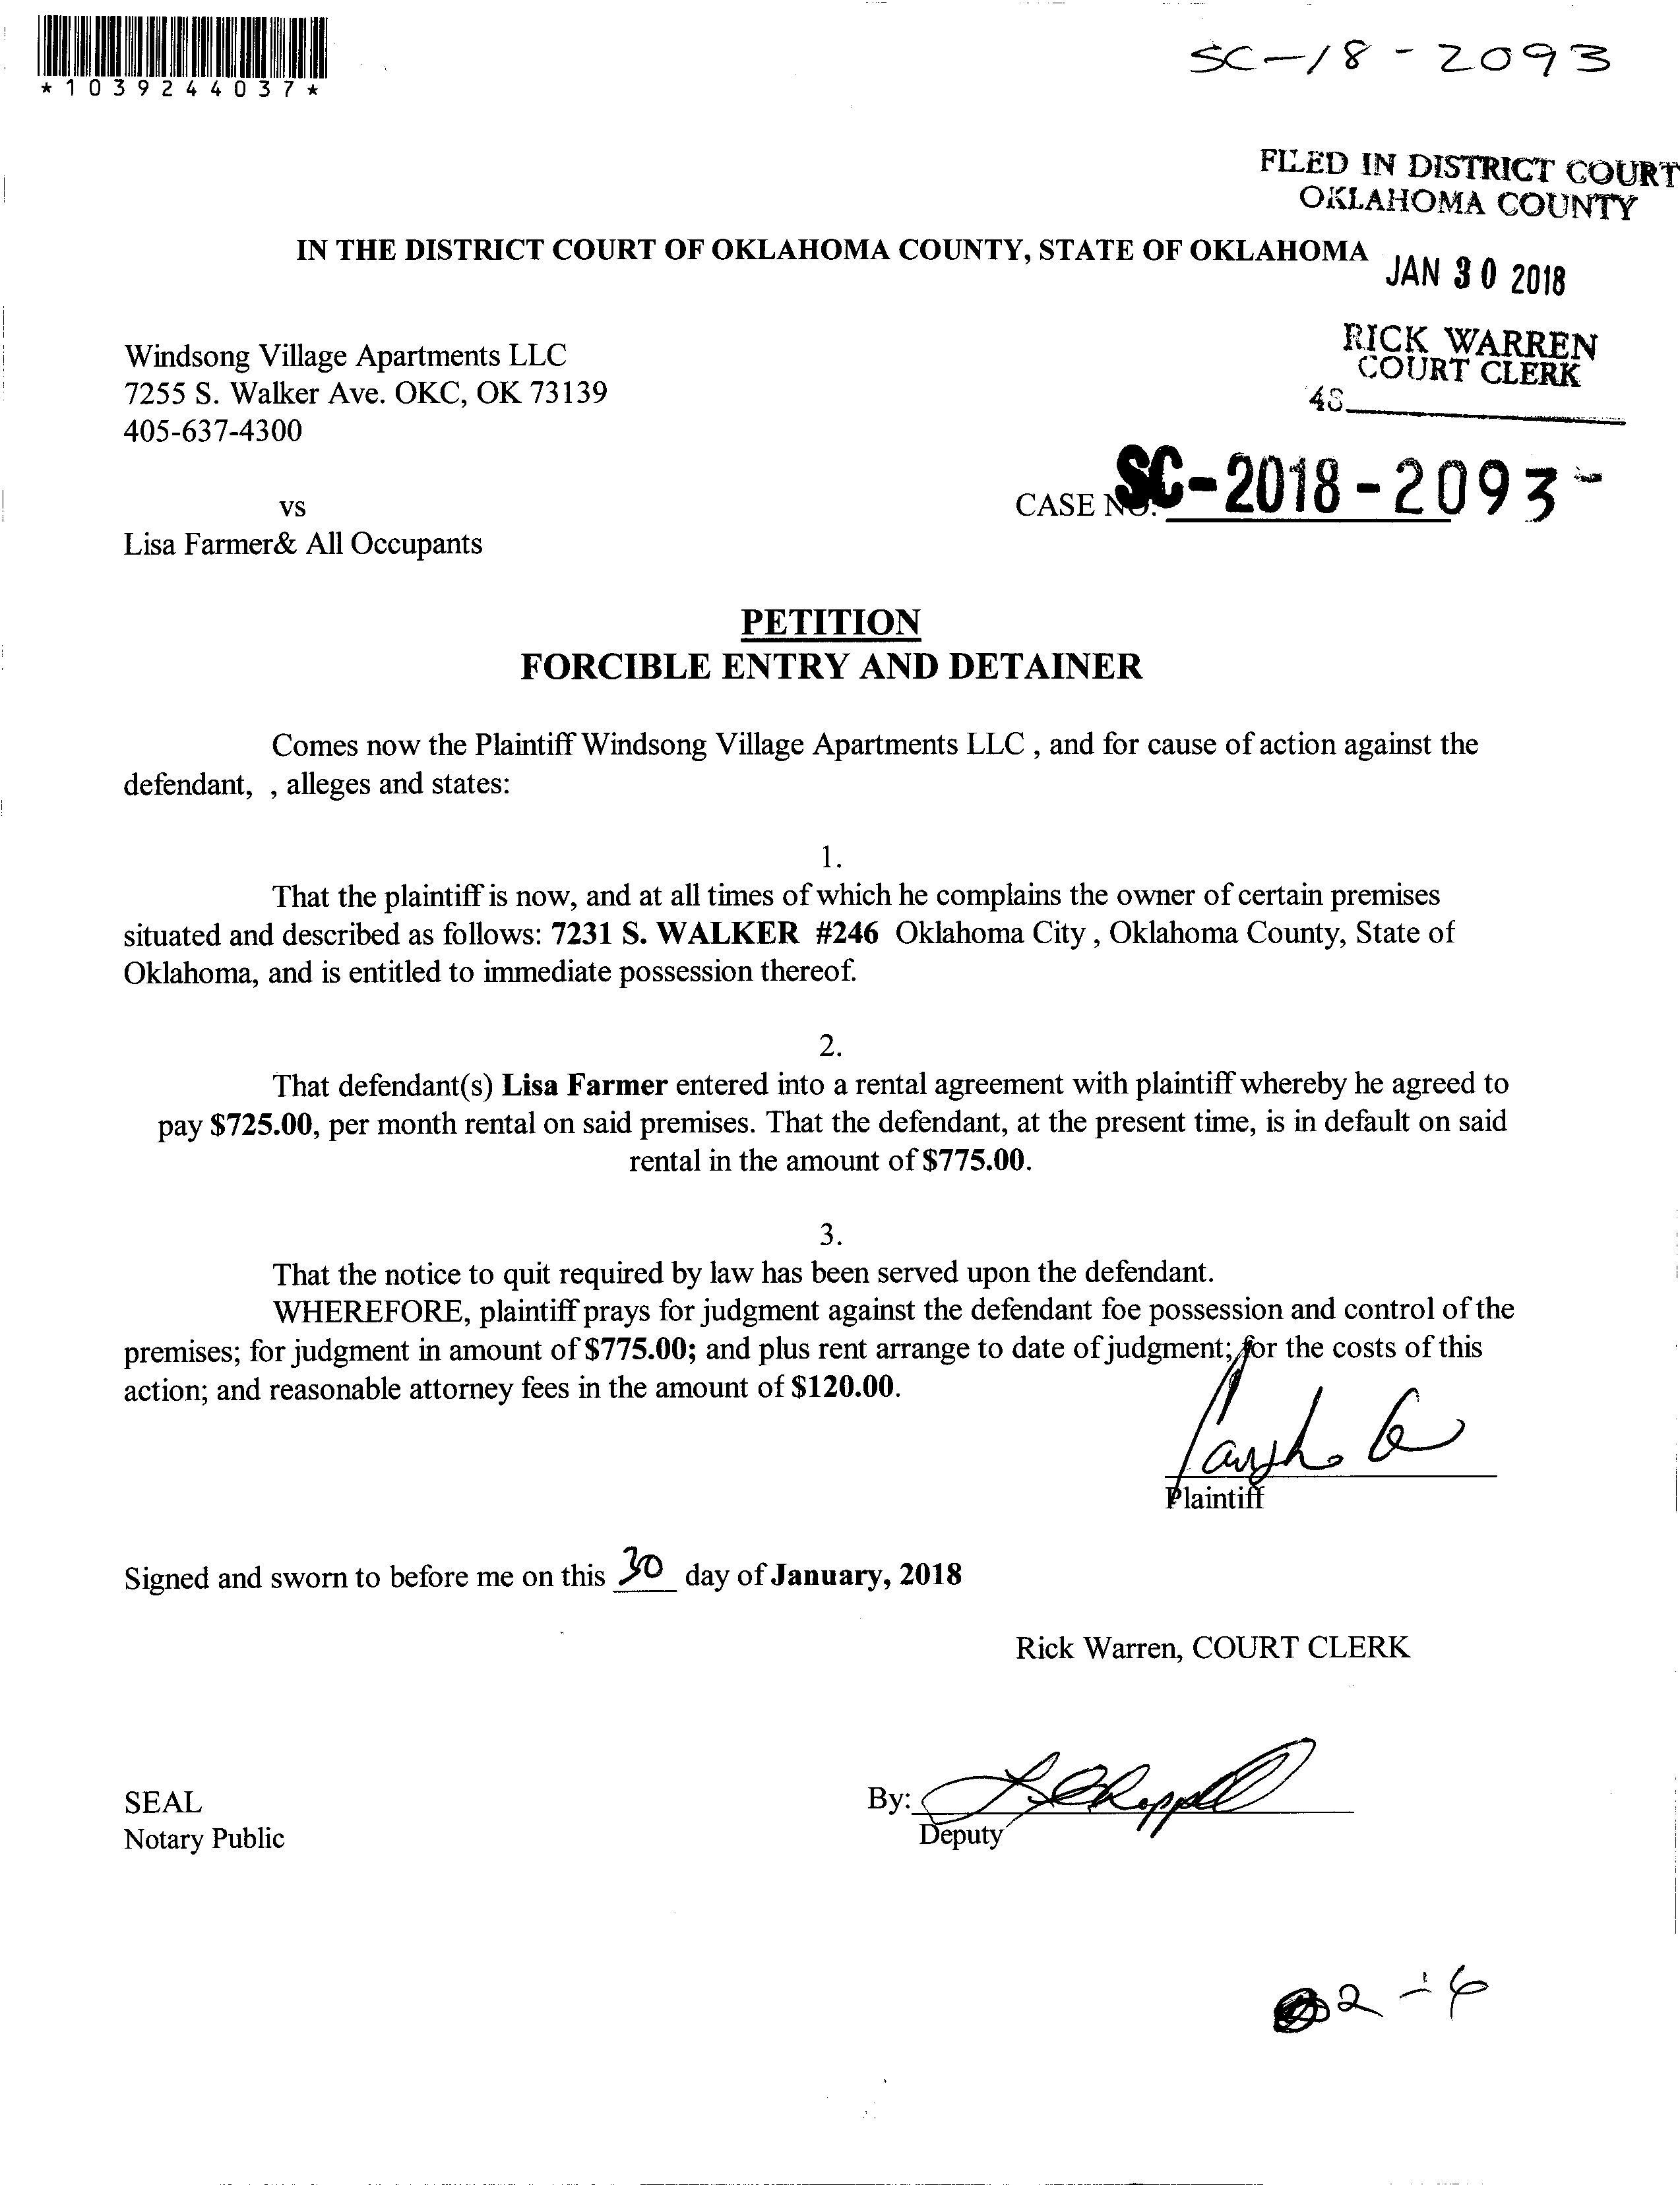 *1039244037*
SC-18-2093
FILED IN DISTRICT COURT
OKLAHOMA COUNTY
IN THE DISTRICT COURT OF OKLAHOMA COUNTY, STATE OF OKLAHOMA
JAN 30 2018
RICK WARREN
COURT CLERK
Windsong Village Apartments LLC
7255 S. Walker Ave. OKC, OK 73139
48
405-637-4300
vs
CASE NO. SC-2018-2093-
Lisa Farmer& All Occupants
PETITION
FORCIBLE ENTRY AND DETAINER
Comes now the Plaintiff Windsong Village Apartments LLC , and for cause of action against the
defendant, , alleges and states:
1.
That the plaintiff is now, and at all times of which he complains the owner of certain premises
situated and described as follows: 7231 S. WALKER #246 Oklahoma City , Oklahoma County, State of
Oklahoma, and is entitled to immediate possession thereof.
2.
That defendant(s) Lisa Farmer entered into a rental agreement with plaintiff whereby he agreed to
pay $725.00, per month rental on said premises. That the defendant, at the present time, is in default on said
rental in the amount of $775.00.
3.
That the notice to quit required by law has been served upon the defendant.
WHEREFORE, plaintiff prays for judgment against the defendant foe possession and control of the
premises; for judgment in amount of $775.00; and plus rent arrange to date of judgment; for the costs of this
action; and reasonable attorney fees in the amount of $120.00.
Plaintiff
Signed and sworn to before me on this 30 day of January, 2018
Rick Warren, COURT CLERK
SEAL
By:
Notary Public
Deputy